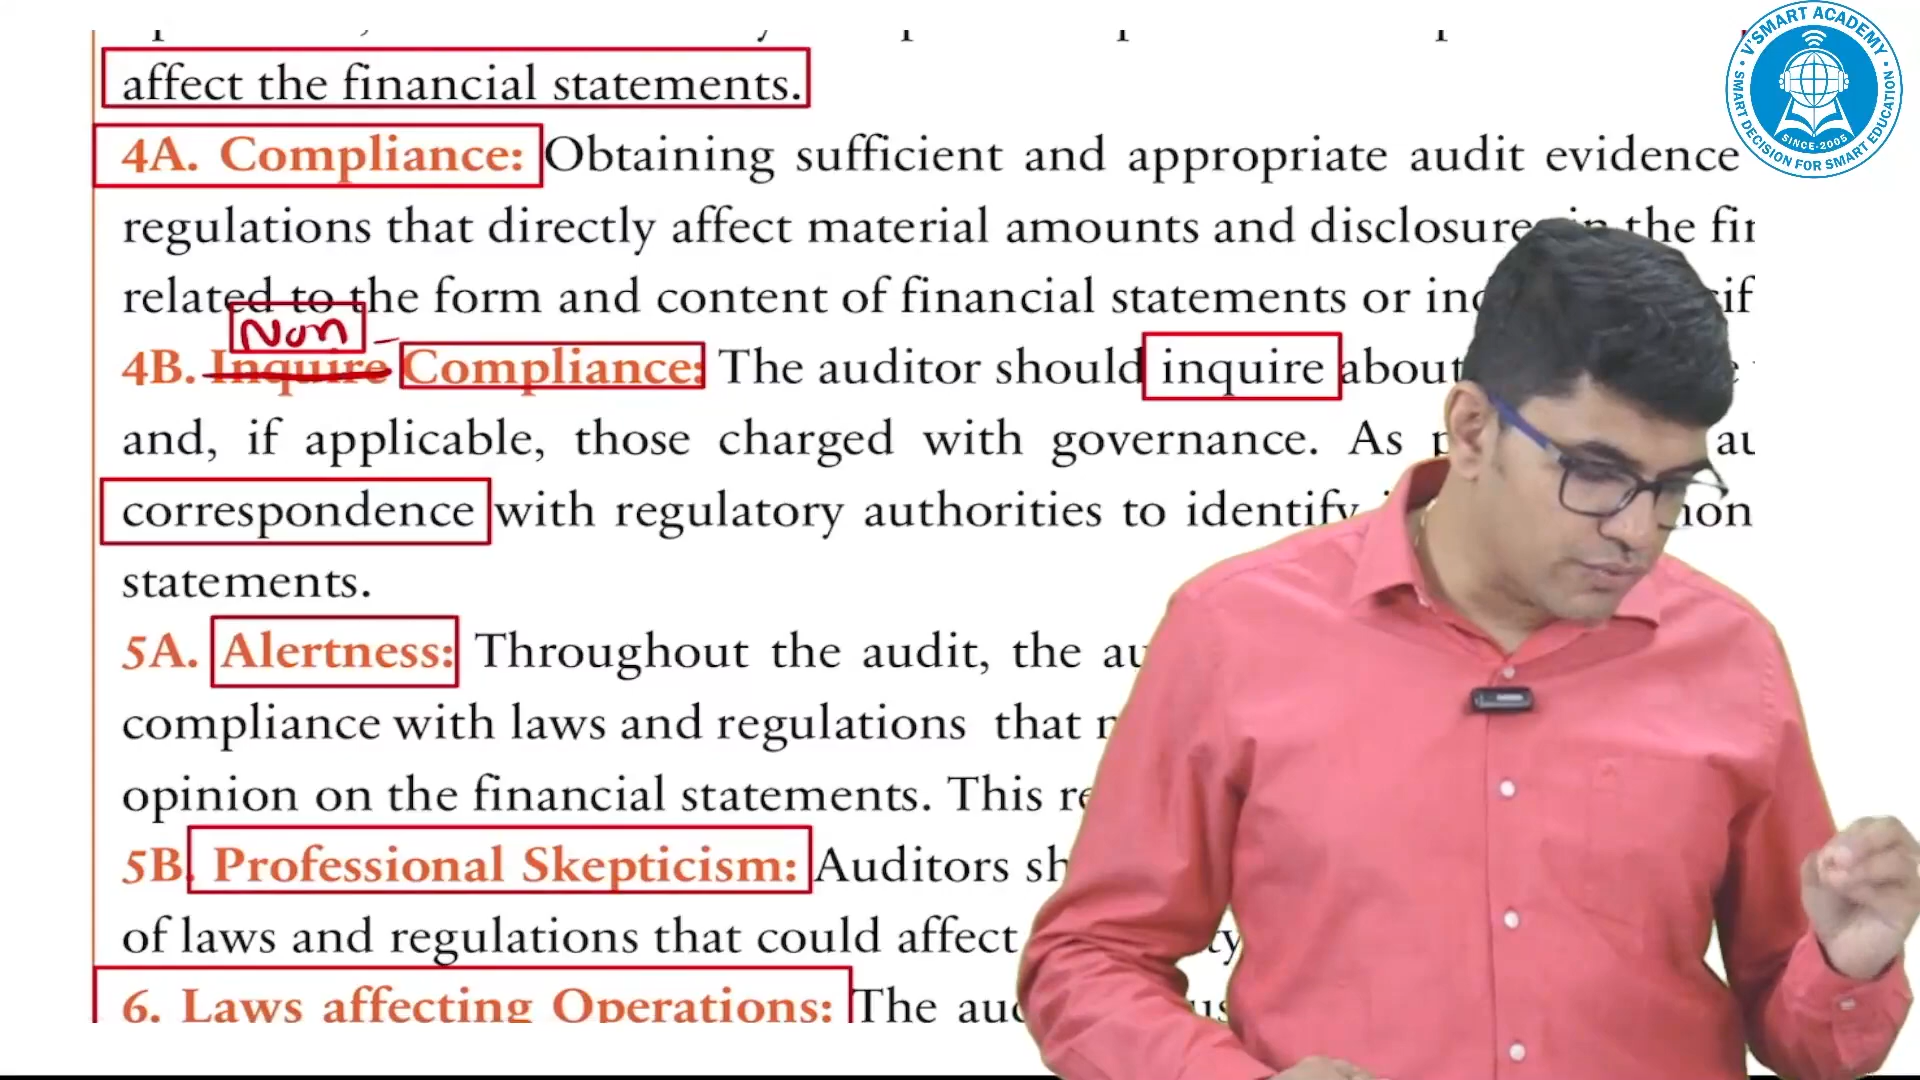 affect the financial statements.
4A. Compliance: Obtaining sufficient and appropriate audit evidence
regulations that directly affect material amounts and disclosures in the
related to the form and content of financial statements or
Non -
4B. Inquire Compliance: The auditor should inquire about
and, if applicable, those charged with governance. As
correspondence with regulatory authorities to identify
statements.
5A. Alertness: Throughout the audit, the
compliance with laws and regulations that
opinion on the financial statements. This
5B. Professional Skepticism: Auditors
of laws and regulations that could affect
6. Laws affecting Operations: The
V'SMART ACADEMY
SMART DECISION FOR SMART EDUCATION
SINCE-2005